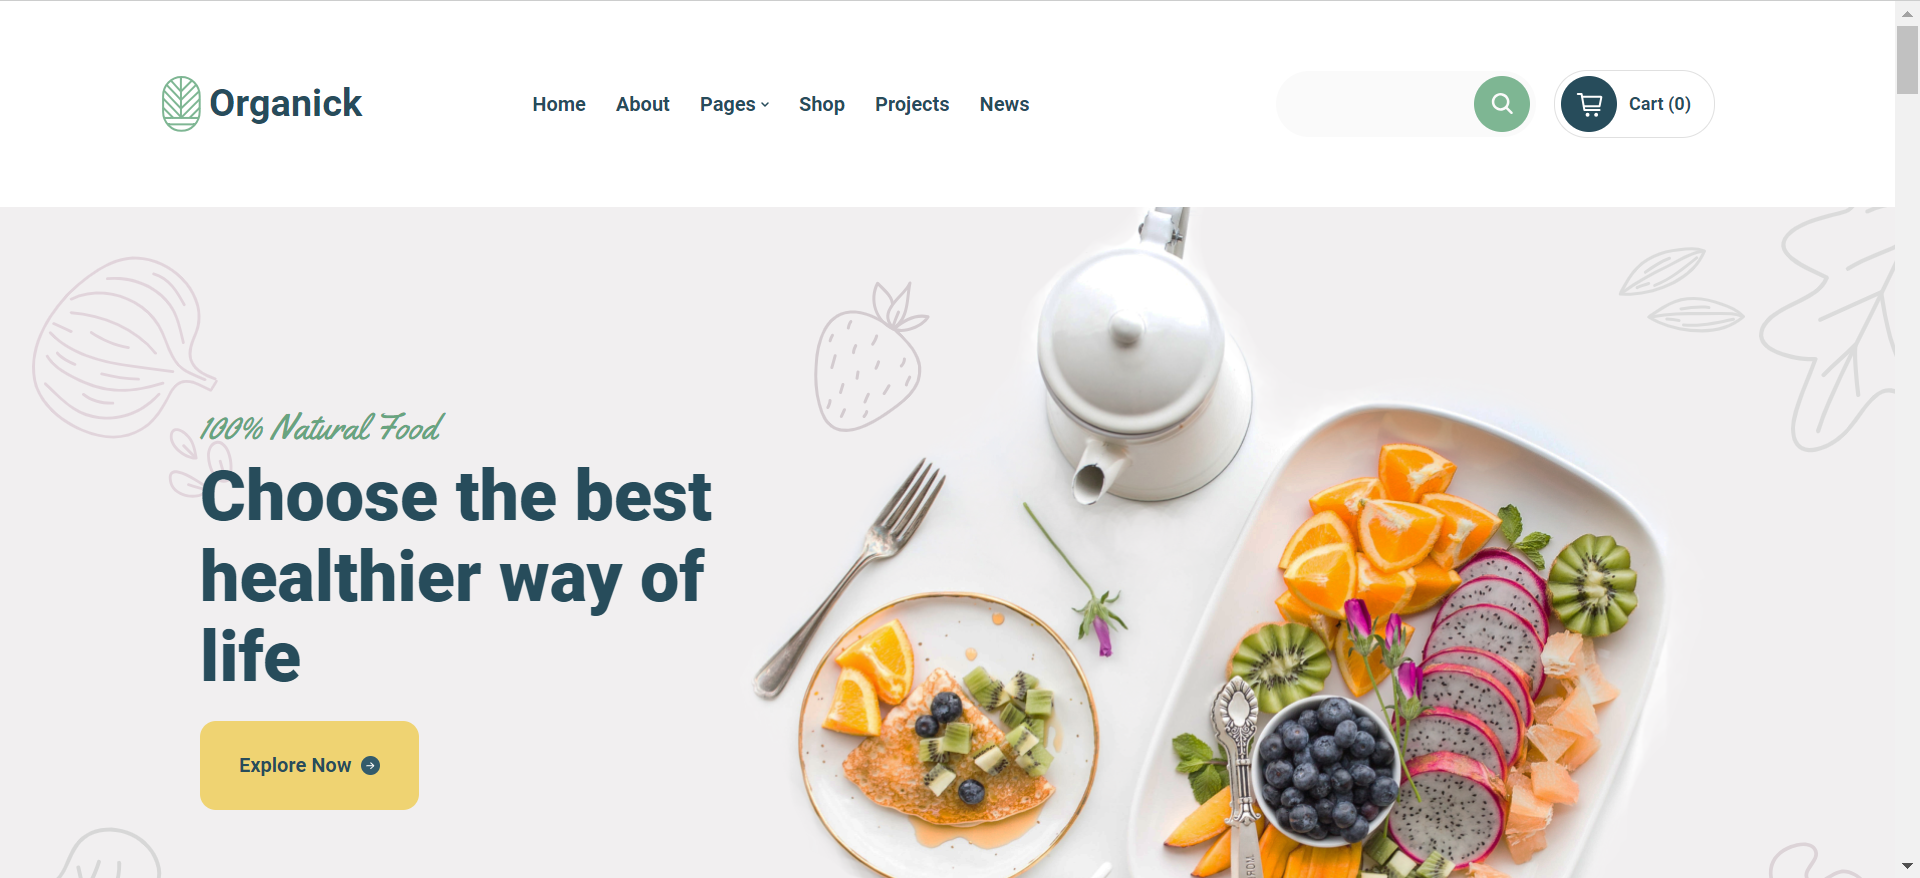 Organick
Home About Pages Shop Projects News
Cart (0)
100% Natural Food
Choose the best
healthier way of
life
Explore Now